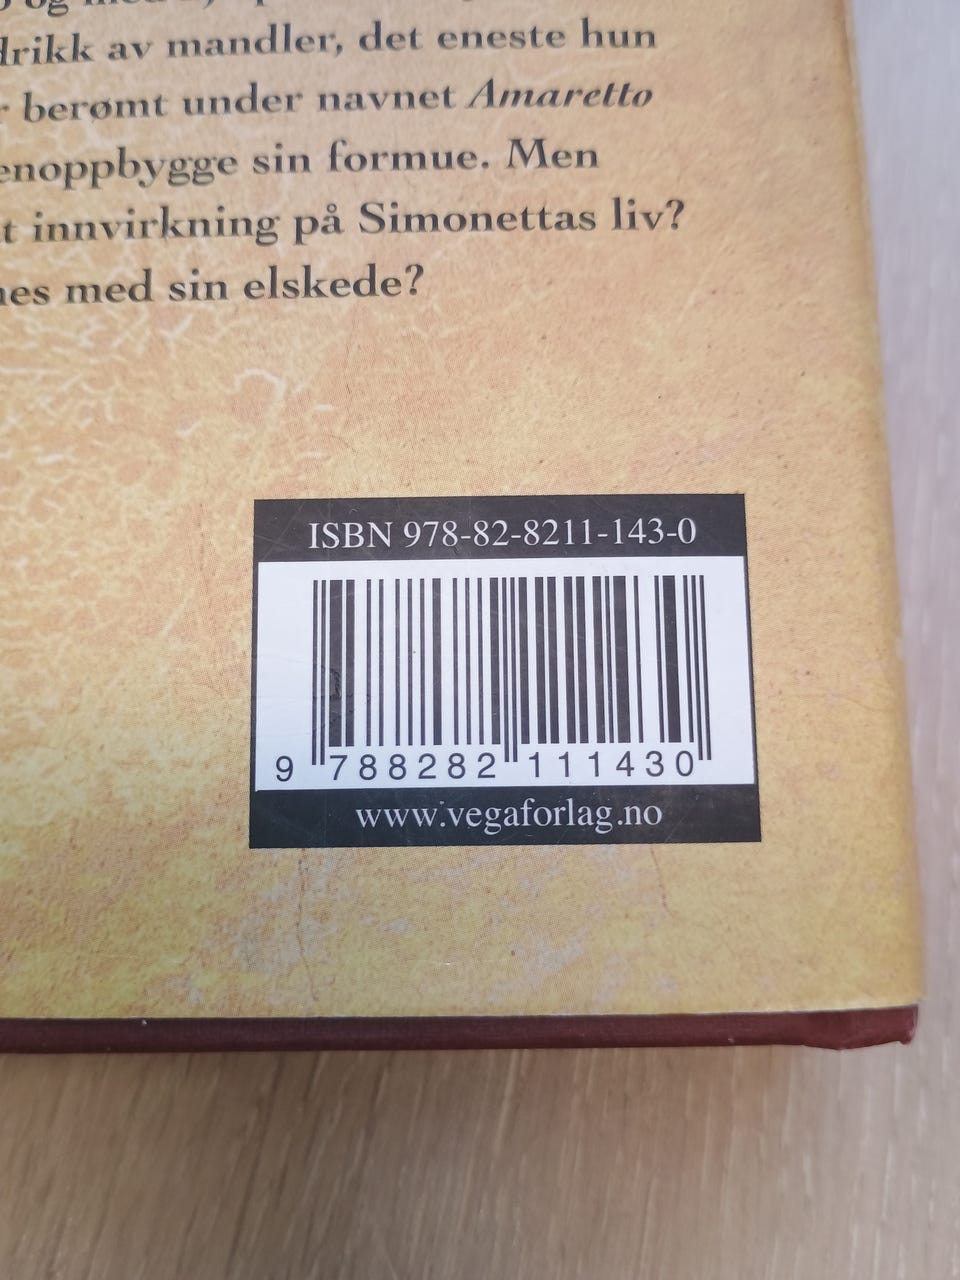 drikk av mandler, det eneste hun
berømt under navnet Amaretto
enoppbygge sin formue. Men
innvirkning på Simonettas liv?
med sin elskede?
ISBN 978-82-8211-143-0
9 788282 111430
www.vegaforlag.no